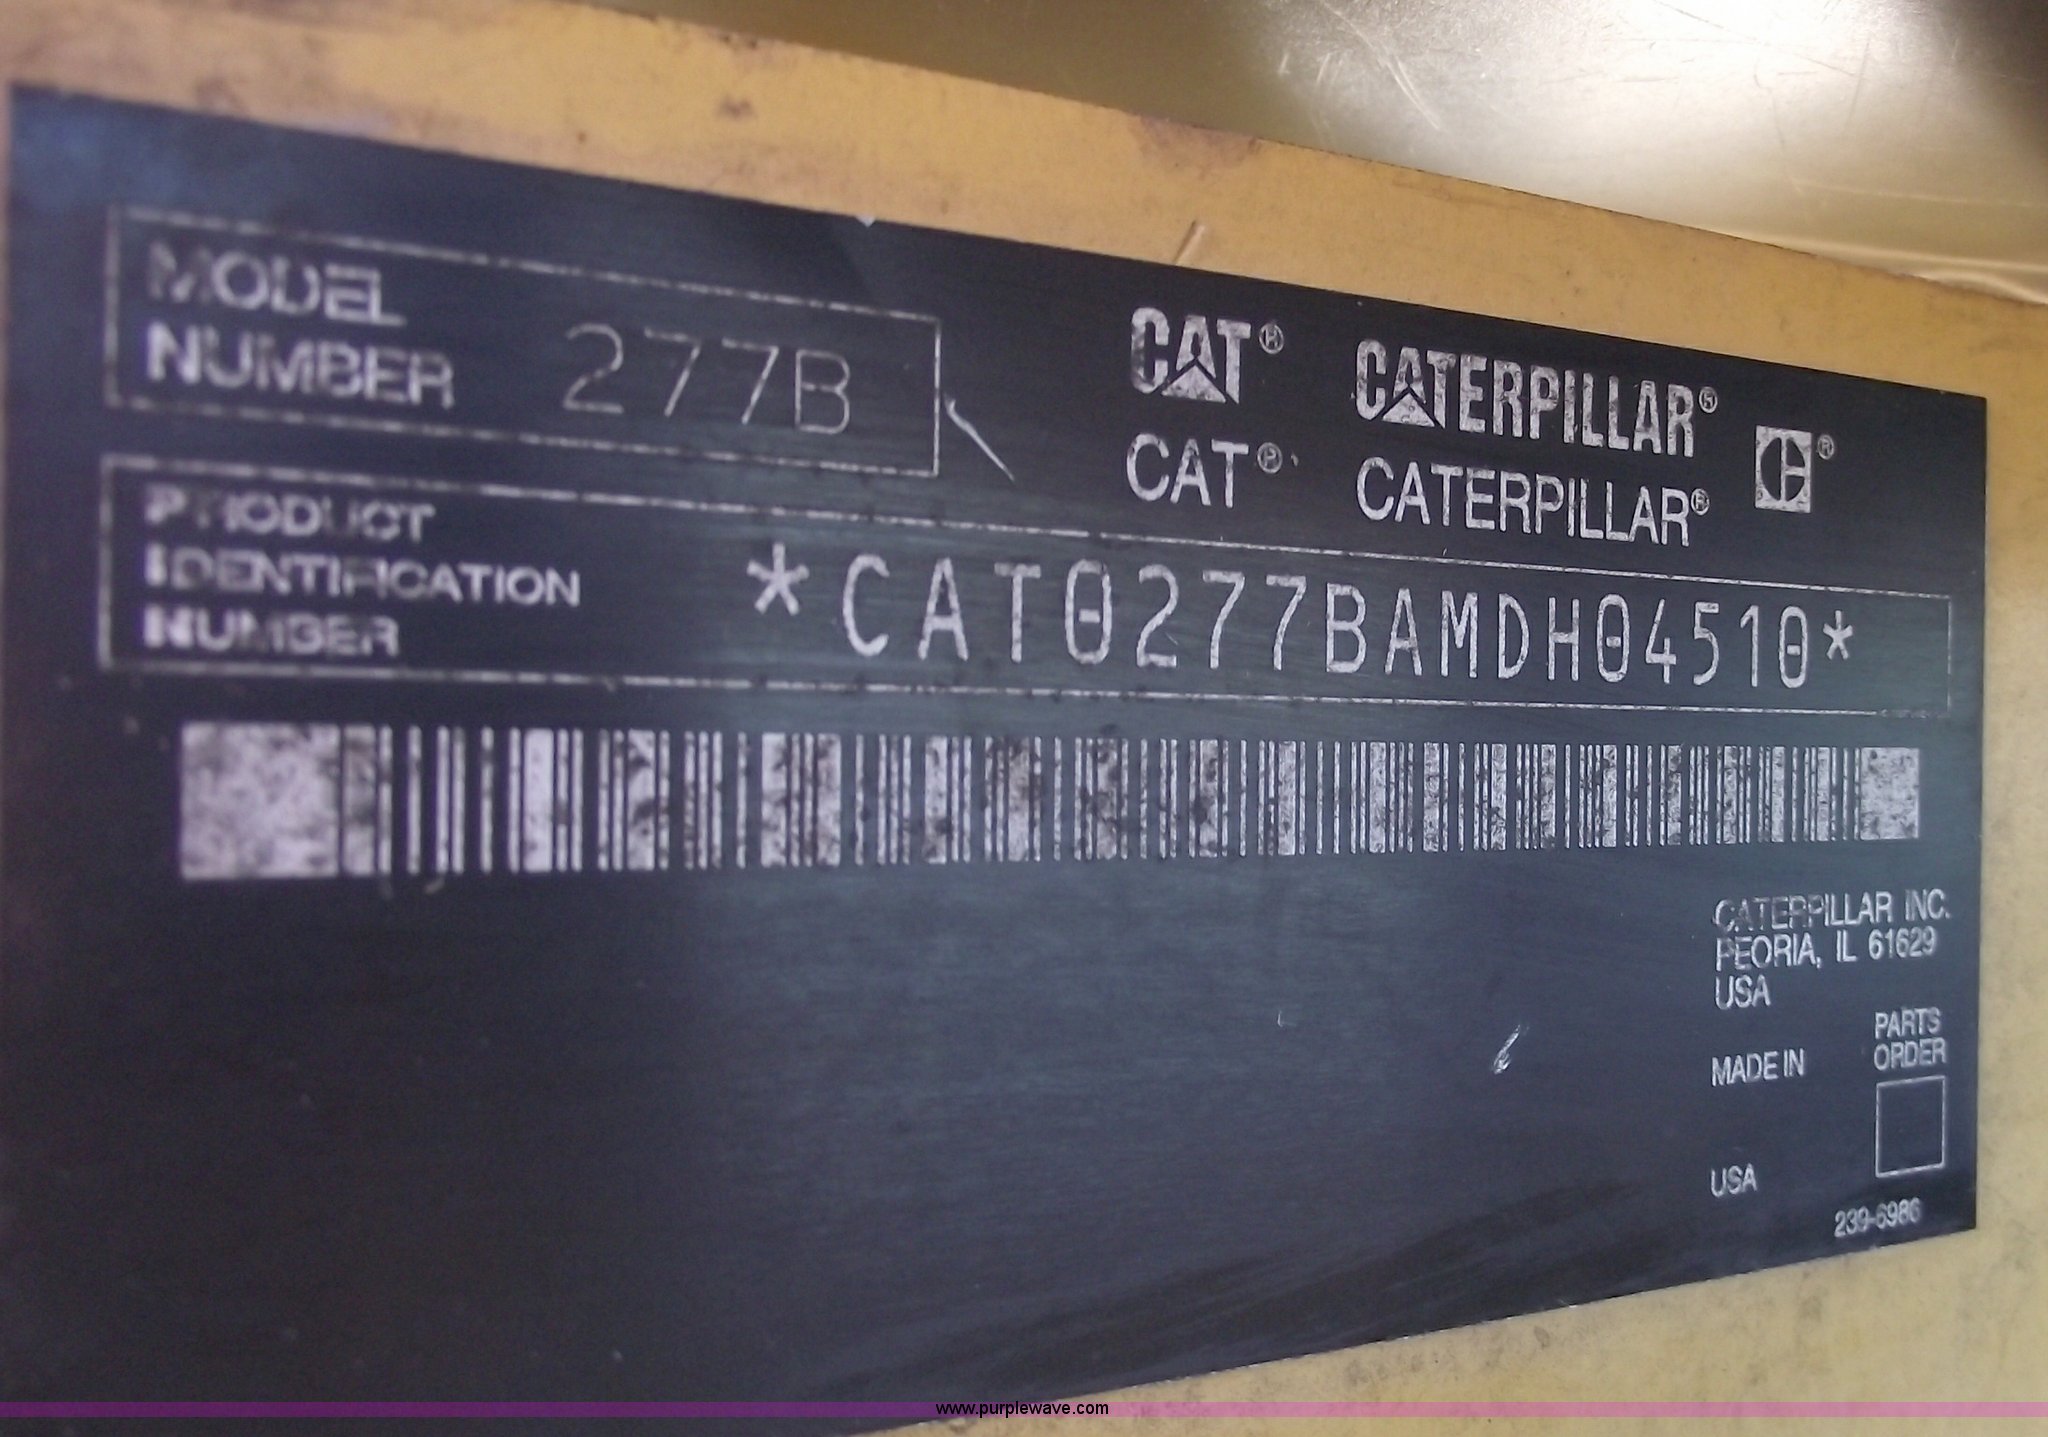 MODEL
NUMBER 277B
CAT® CATERPILLAR®
CAT® CATERPILLAR® ®
PRODUCT
IDENTIFICATION
NUMBER
*CAT0277BAMDH04510*
CATERPILLAR INC.
PEORIA, IL 61629
USA
MADE IN
USA
PARTS
ORDER
239-6986
www.purplewave.com